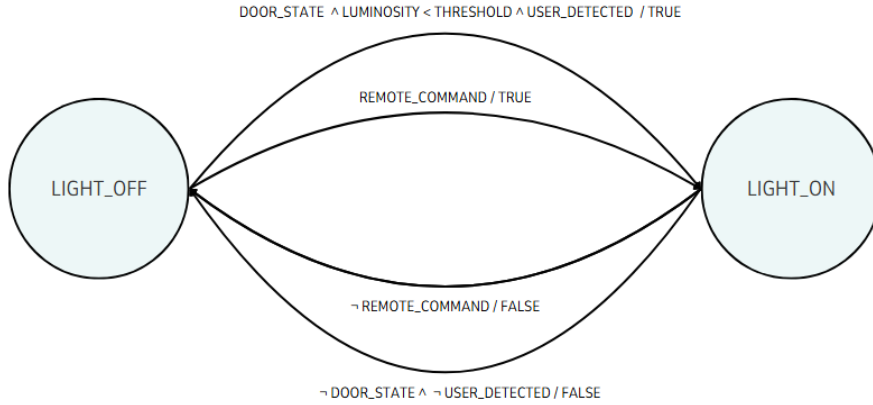 DOOR_STATE ^ LUMINOSITY < THRESHOLD ^ USER_DETECTED / TRUE
REMOTE_COMMAND / TRUE
LIGHT_OFF
LIGHT_ON
¬ REMOTE_COMMAND / FALSE
¬ DOOR_STATE ^ ¬ USER_DETECTED / FALSE